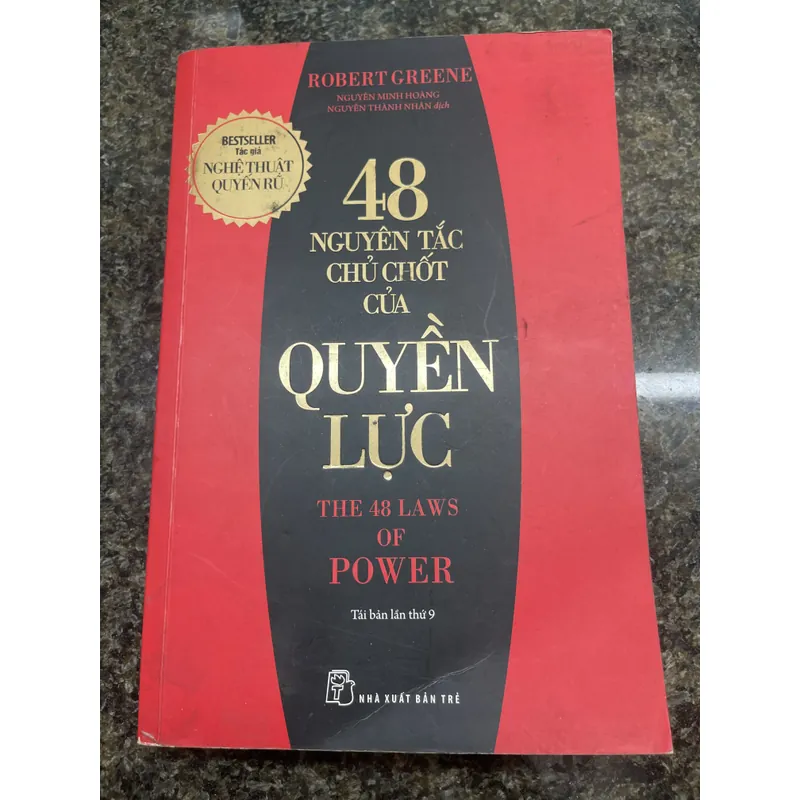 ROBERT GREENE
NGUYỄN MINH HOÀNG
NGUYỄN THÀNH NHÂN dịch
BESTSELLER
Tác giả
NGHỆ THUẬT
QUYẾN RŨ
48
NGUYÊN TẮC
CHỦ CHỐT
CỦA
QUYỀN
LỰC
THE 48 LAWS
OF
POWER
Tái bản lần thứ 9
NHÀ XUẤT BẢN TRẺ